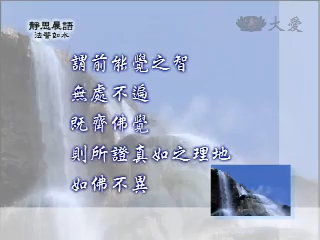 靜思晨語
法譬如水
大愛
謂前能覺之智
無處不遍
既齊佛覺
則所證真如之理地
如佛不異